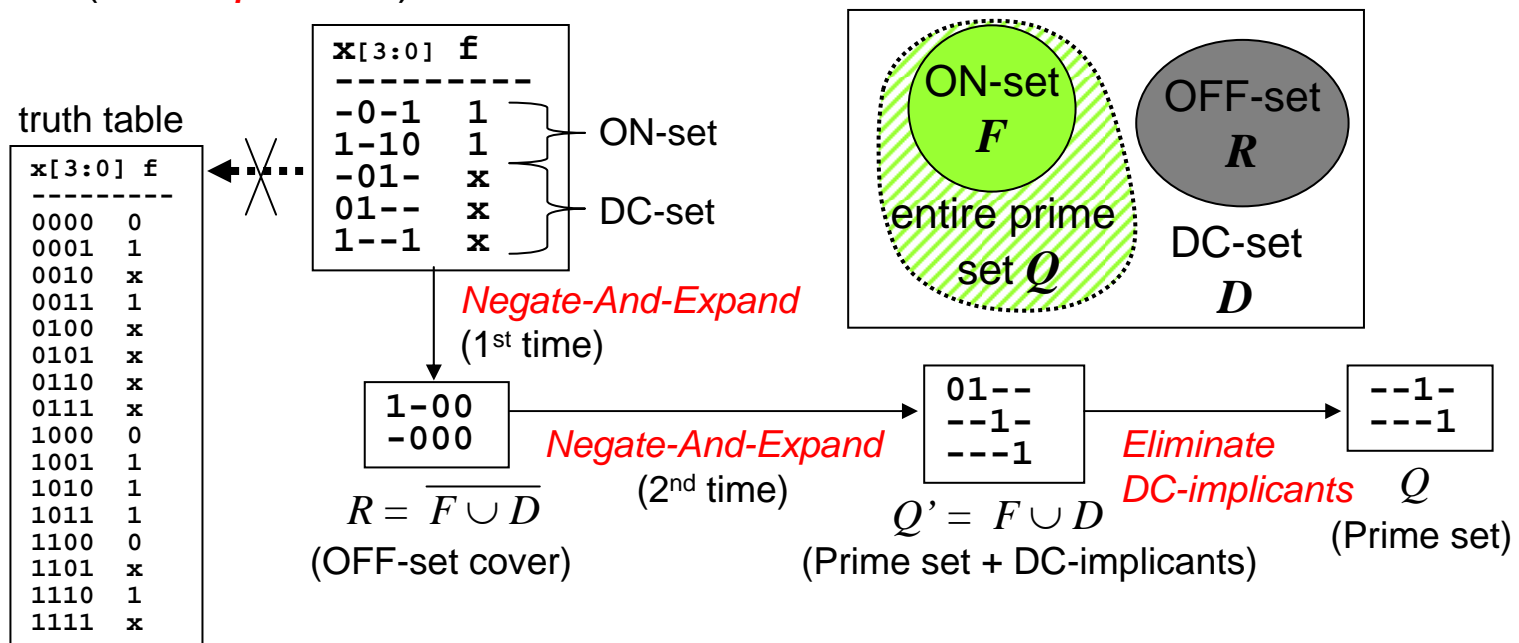 x[3:0] f
---------
-0-1 1
1-10 1
-01- x
01-- x
1--1 x
ON-set
DC-set
truth table
x[3:0] f
----------
0000 0
0001 1
0010 x
0011 1
0100 x
0101 x
0110 x
0111 x
1000 0
1001 1
1010 1
1011 1
1100 0
1101 x
1110 1
1111 x
ON-set
F
entire prime
set Q
OFF-set
R
DC-set
D
Negate-And-Expand
(1st time)
1-00
-000
R = \overline{F ∪ D}
(OFF-set cover)
Negate-And-Expand
(2nd time)
01--
--1-
---1
Q’ = F ∪ D
(Prime set + DC-implicants)
Eliminate
DC-implicants
--1-
---1
Q
(Prime set)